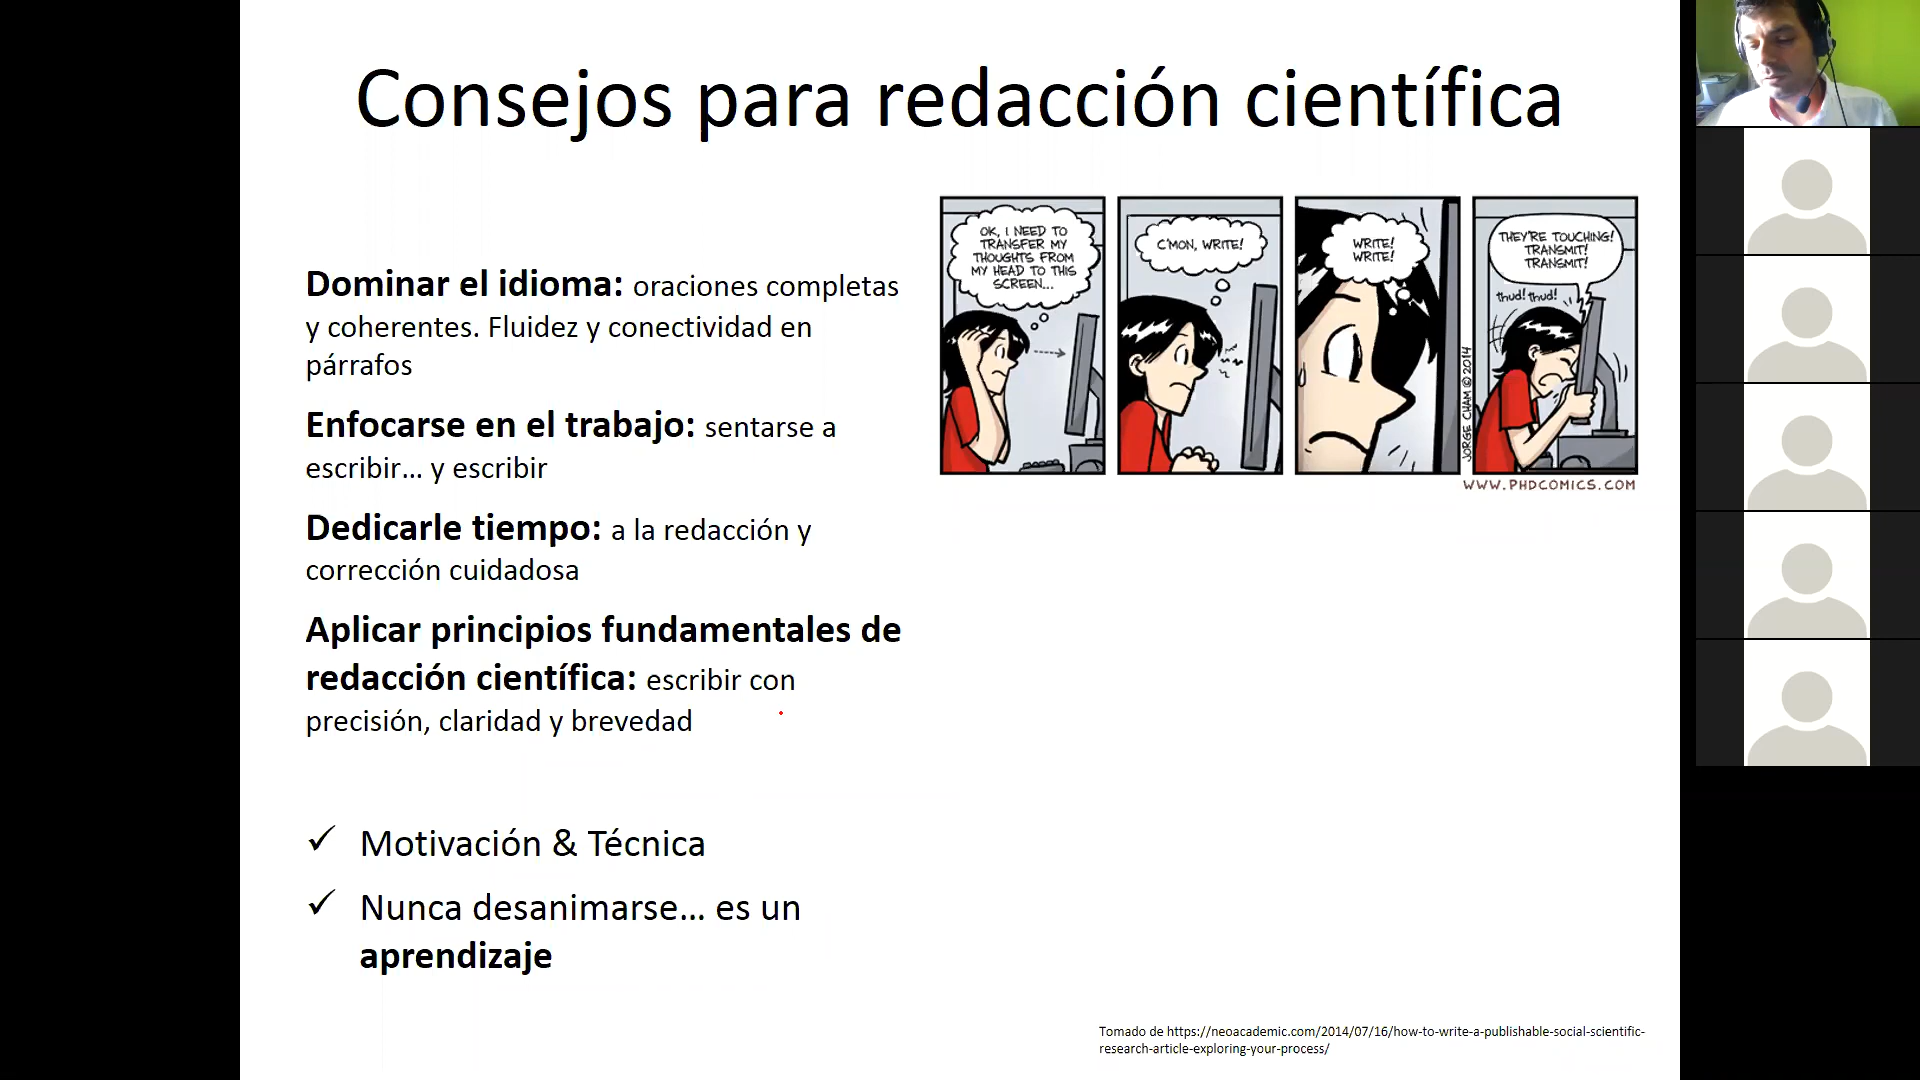 Consejos para redacción científica
Dominar el idioma: oraciones completas
y coherentes. Fluidez y conectividad en
párrafos
Enfocarse en el trabajo: sentarse a
escribir... y escribir
Dedicarle tiempo: a la redacción y
corrección cuidadosa
Aplicar principios fundamentales de
redacción científica: escribir con
precisión, claridad y brevedad
✓ Motivación & Técnica
✓ Nunca desanimarse... es un
aprendizaje
OK, I NEED TO
TRANSFER MY
THOUGHTS FROM
MY HEAD TO THIS
SCREEN...
C'MON, WRITE!
WRITE!
WRITE!
THEY'RE TOUCHING!
TRANSMIT!
TRANSMIT!
thud! thud!
JORGE CHAM © 2014
WWW.PHDCOMICS.COM
Tomado de https://neoacademic.com/2014/07/16/how-to-write-a-publishable-social-scientific-
research-article-exploring-your-process/